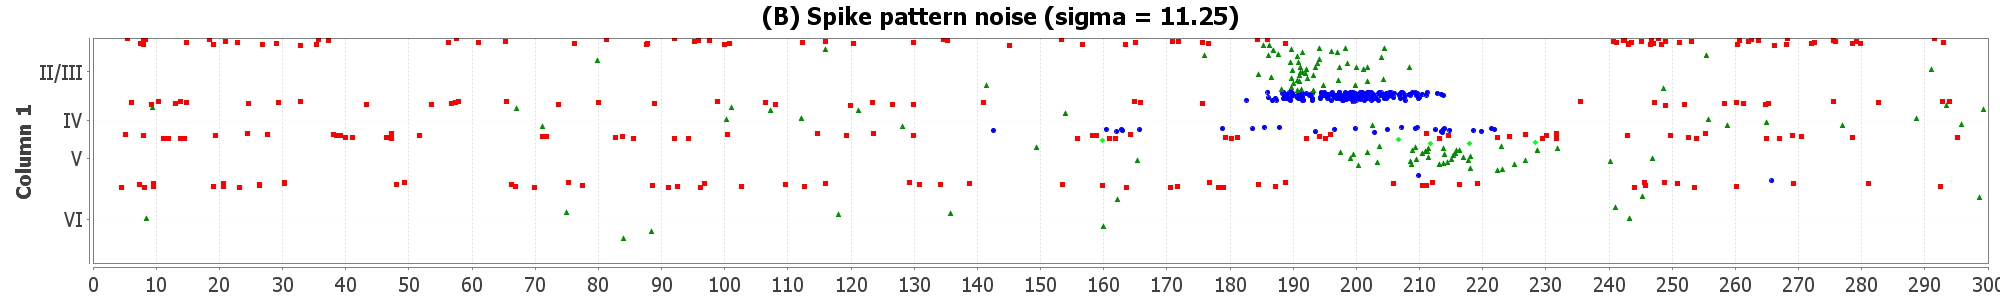 (B) Spike pattern noise (sigma = 11.25)
Column 1
II/III
IV
V
VI
0 10 20 30 40 50 60 70 80 90 100 110 120 130 140 150 160 170 180 190 200 210 220 230 240 250 260 270 280 290 300